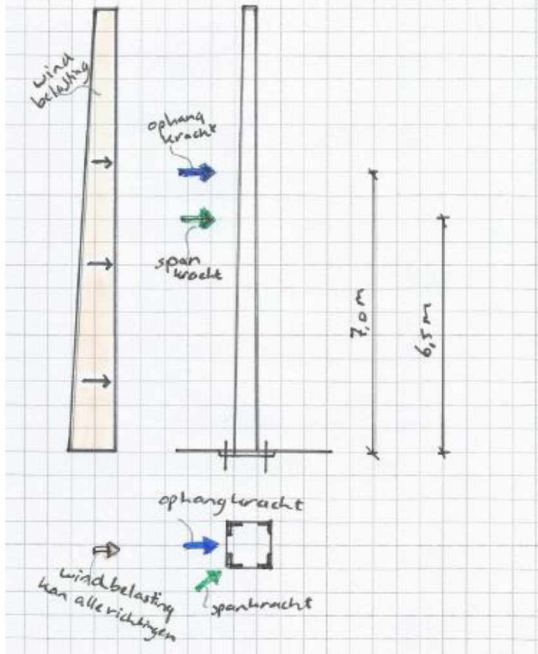 wind
belasting
ophang
kracht
span
kracht
7,0 m
6,5 m
ophangkracht
windbelasting
kan alle richtingen
spankracht